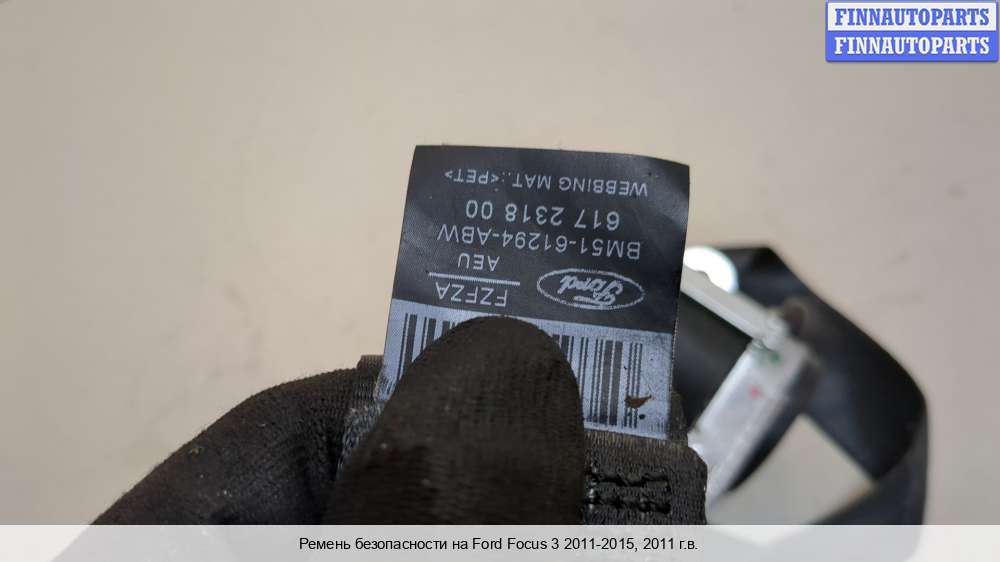 FINNAUTOPARTS
FINNAUTOPARTS
FZFZA
AEU
Ford
BM51-61294-ABW
617 2318 00
WEBBING MAT.:<PET>
Ремень безопасности на Ford Focus 3 2011-2015, 2011 г.в.